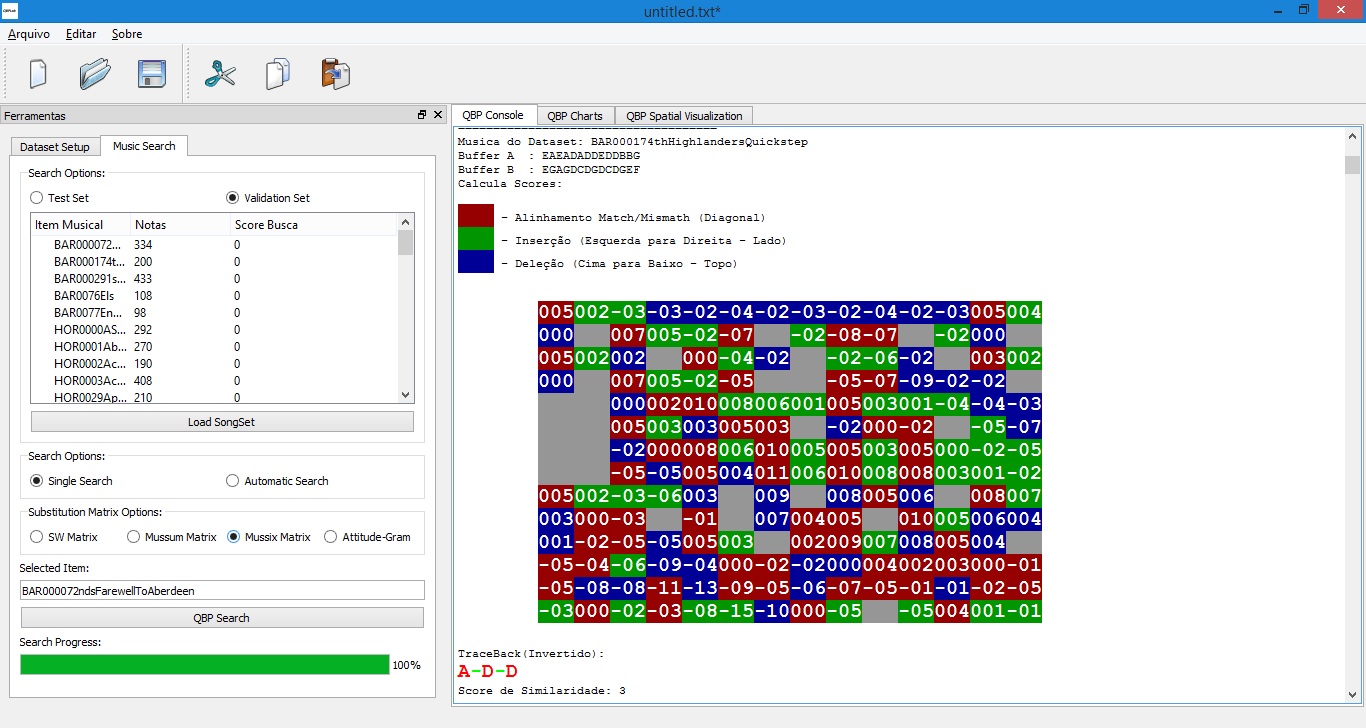 QBPLAB
untitled.txt*
Arquivo Editar Sobre
Ferramentas
Dataset Setup Music Search
Search Options:
Test Set Validation Set
Item Musical Notas Score Busca
BAR000072... 334 0
BAR000174t... 200 0
BAR000291s... 433 0
BAR0076Els 108 0
BAR0077En... 98 0
HOR0000AS... 292 0
HOR0001Ab... 270 0
HOR0002Ac... 190 0
HOR0003Ac... 408 0
HOR0029Ap... 210 0
Load SongSet
Search Options:
Single Search Automatic Search
Substitution Matrix Options:
SW Matrix Mussum Matrix Mussix Matrix Attitude-Gram
Selected Item:
BAR000072ndsFarewellToAberdeen
QBP Search
Search Progress:
100%
QBP Console QBP Charts QBP Spatial Visualization
Musica do Dataset: BAR000174thHighlandersQuickstep
Buffer A : EAEADADDEDDBBG
Buffer B : EGAGDCDGDCDGEF
Calcula Scores:
- Alinhamento Match/Mismath (Diagonal)
- Inserção (Esquerda para Direita - Lado)
- Deleção (Cima para Baixo - Topo)
005002-03-03-02-04-02-03-02-04-02-03005004
000 007005-02-07 -02-08-07 -02000
005002002 000-04-02 -02-06-02 003002
000 007005-02-05 -05-07-09-02-02
000002010008006001005003001-04-04-03
005003003005003 -02000-02 -05-07
-02000008006010005005003005000-02-05
-05-05005004011006010008008003001-02
005002-03-06003 009 008005006 008007
003000-03 -01 007004005 010005006004
001-02-05-05005003 002009007008005004
-05-04-06-09-04000-02-02000004002003000-01
-05-08-08-11-13-09-05-06-07-05-01-01-02-05
-03000-02-03-08-15-10000-05 -05004001-01
TraceBack(Invertido):
A-D-D
Score de Similaridade: 3